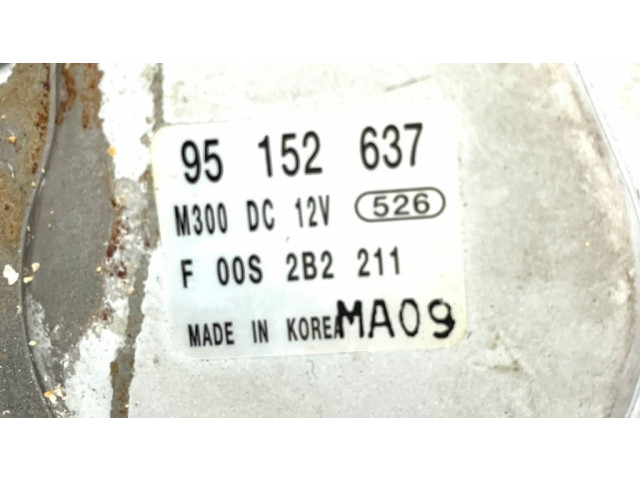 95 152 637
M300 DC 12V 526
F 00S 2B2 211
MADE IN KOREA MA09